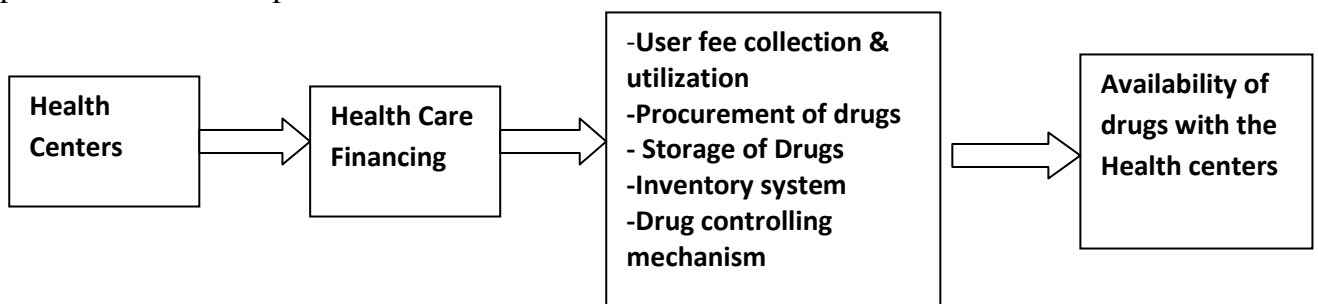 Health
Centers
Health Care
Financing
-User fee collection &
utilization
-Procurement of drugs
- Storage of Drugs
-Inventory system
-Drug controlling
mechanism
Availability of
drugs with the
Health centers